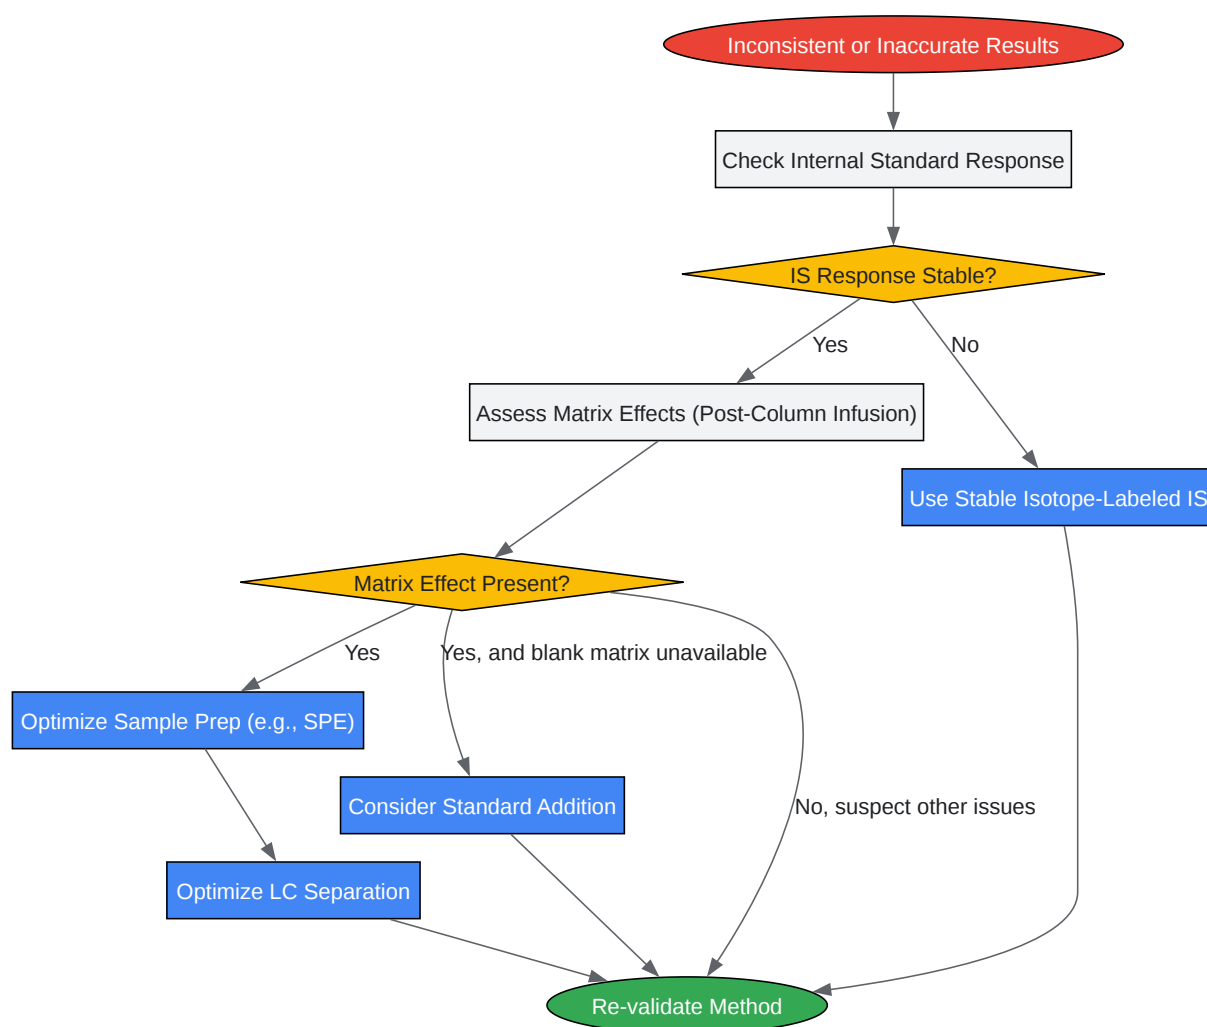 Inconsistent or Inaccurate Results
Check Internal Standard Response
IS Response Stable?
Yes
No
Assess Matrix Effects (Post-Column Infusion)
Use Stable Isotope-Labeled IS
Matrix Effect Present?
Yes
Yes, and blank matrix unavailable
Optimize Sample Prep (e.g., SPE)
Consider Standard Addition
No, suspect other issues
Optimize LC Separation
Re-validate Method